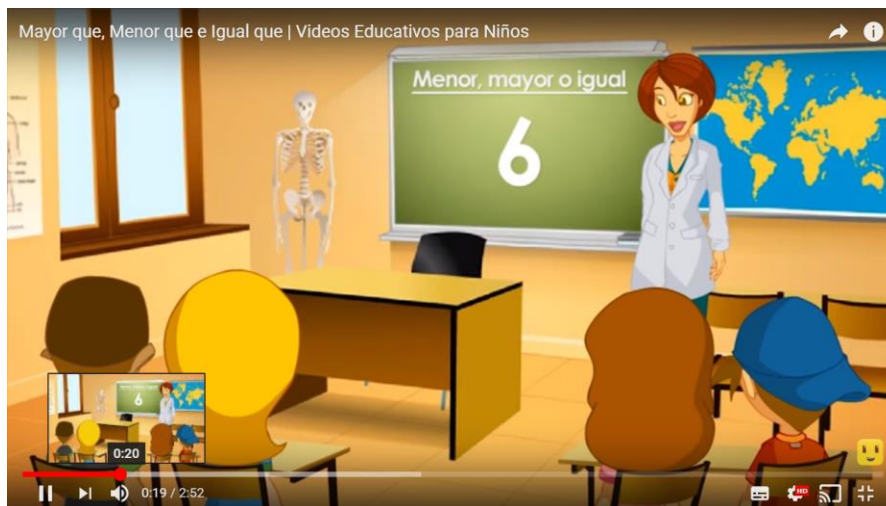 Mayor que, Menor que e Igual que | Videos Educativos para Niños
Menor, mayor o igual
6
6
0:20
0:19 / 2:52
HD